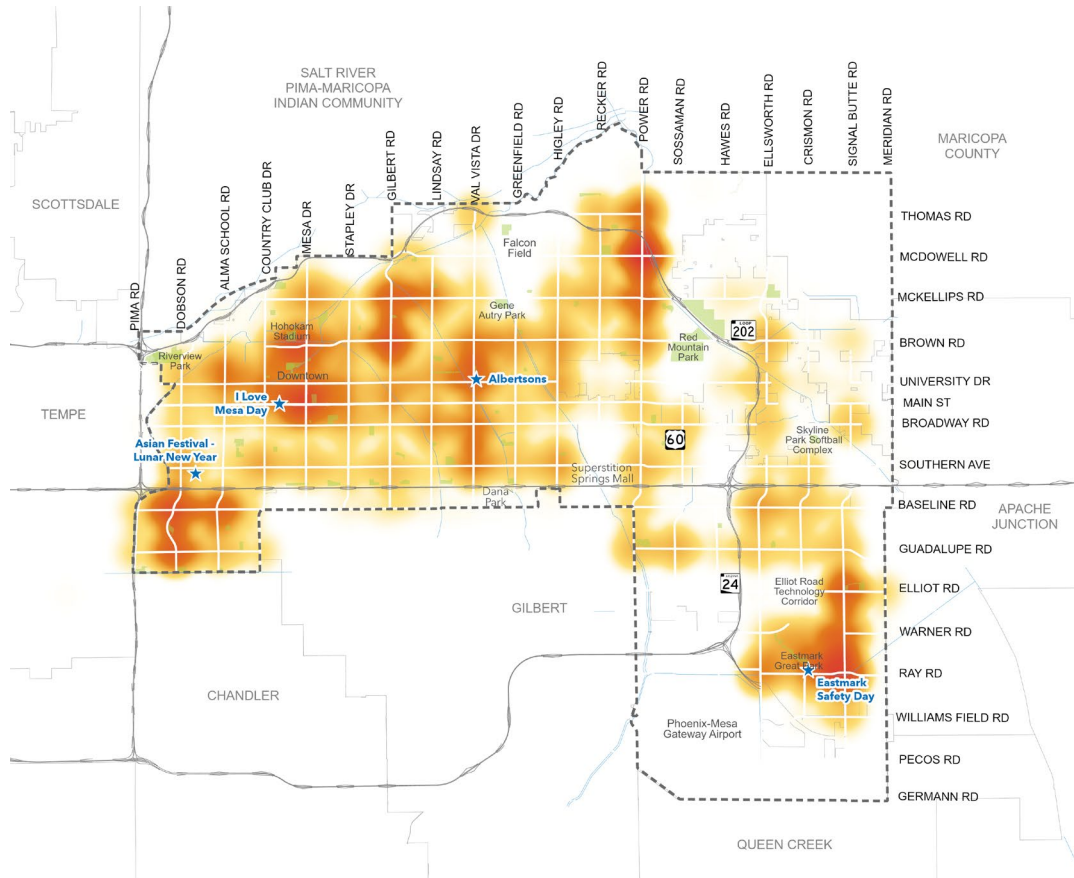 SALT RIVER
PIMA-MARICOPA
INDIAN COMMUNITY
SCOTTSDALE
MARICOPA
COUNTY
PIMA RD
DOBSON RD
ALMA SCHOOL RD
COUNTRY CLUB DR
MESA DR
STAPLEY DR
GILBERT RD
LINDSAY RD
VAL VISTA DR
GREENFIELD RD
HIGLEY RD
RECKER RD
POWER RD
SOSSAMAN RD
HAWES RD
ELLSWORTH RD
CRISMON RD
SIGNAL BUTTE RD
MERIDIAN RD
THOMAS RD
MCDOWELL RD
MCKELLIPS RD
BROWN RD
UNIVERSITY DR
MAIN ST
BROADWAY RD
SOUTHERN AVE
BASELINE RD
GUADALUPE RD
ELLIOT RD
WARNER RD
RAY RD
WILLIAMS FIELD RD
PECOS RD
GERMANN RD
Falcon
Field
Gene
Autry Park
Hohokam
Stadium
Riverview
Park
Downtown
Red
Mountain
Park
LOOP
202
Albertsons
I Love
Mesa Day
TEMPE
Asian Festival -
Lunar New Year
60
Skyline
Park Softball
Complex
Superstition
Springs Mall
Dana
Park
APACHE
JUNCTION
24
Elliot Road
Technology
Corridor
GILBERT
Eastmark
Great Park
Eastmark
Safety Day
CHANDLER
Phoenix-Mesa
Gateway Airport
QUEEN CREEK